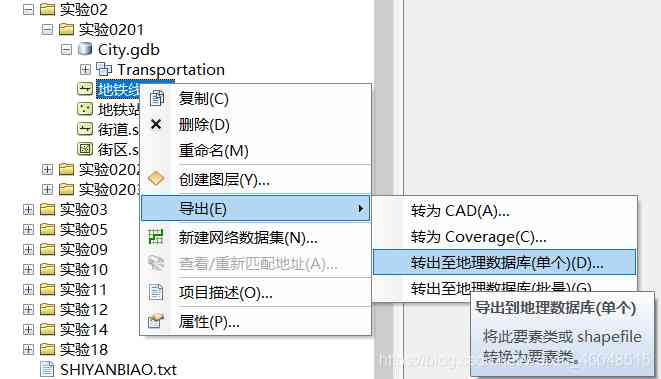 实验02
实验0201
City.gdb
Transportation
地铁线
地铁站
街道.s
街区.s
实验0202
实验0203
实验03
实验05
实验09
实验10
实验11
实验12
实验14
实验18
SHIYANBIAO.txt
复制(C)
删除(D)
重命名(M)
创建图层(Y)...
导出(E)
新建网络数据集(N)...
查看/重新匹配地址(A)...
项目描述(O)...
属性(P)...
转为 CAD(A)...
转为 Coverage(C)...
转出至地理数据库(单个)(D)...
转出至地理数据库(批量)(G)...
导出到地理数据库(单个)
将此要素类或 shapefile
转换为要素类。